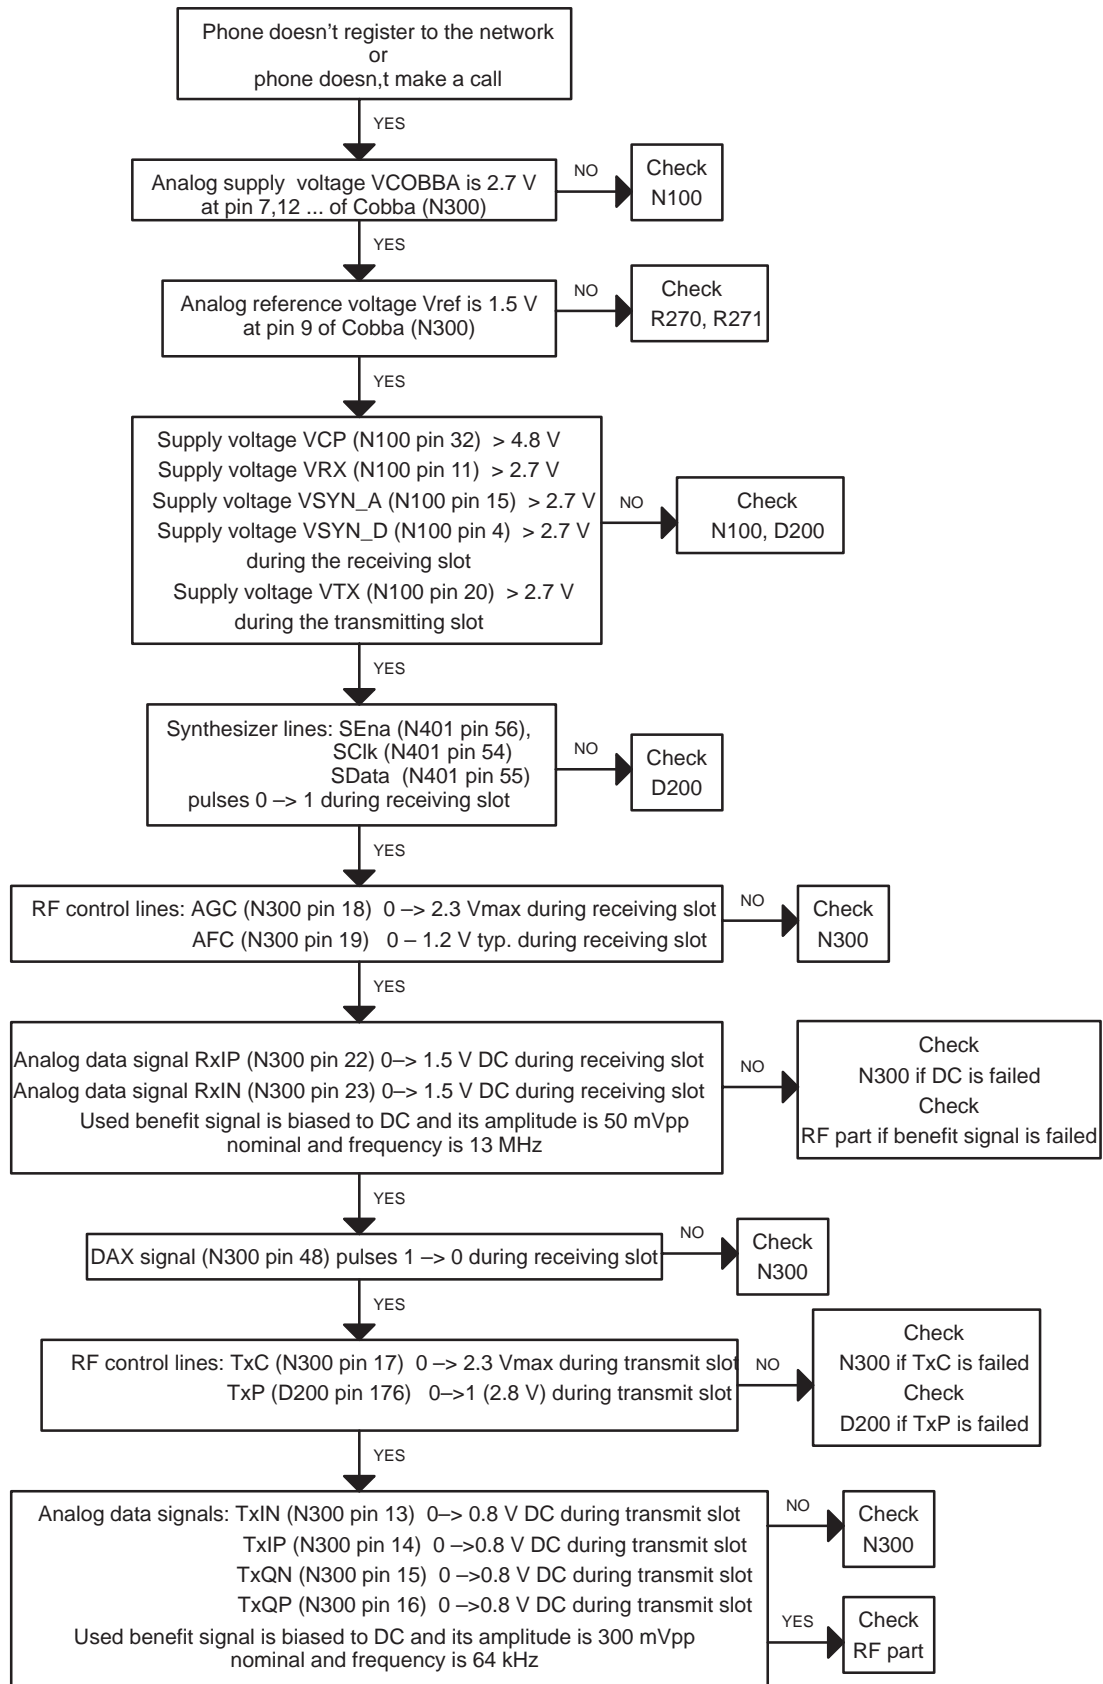 Phone doesn’t register to the network
or
phone doesn,t make a call
YES
Analog supply voltage VCOBBA is 2.7 V
at pin 7,12 ... of Cobba (N300)
NO
Check
N100
YES
Analog reference voltage Vref is 1.5 V
at pin 9 of Cobba (N300)
NO
Check
R270, R271
YES
Supply voltage VCP (N100 pin 32) > 4.8 V
Supply voltage VRX (N100 pin 11) > 2.7 V
Supply voltage VSYN_A (N100 pin 15) > 2.7 V
Supply voltage VSYN_D (N100 pin 4) > 2.7 V
during the receiving slot
Supply voltage VTX (N100 pin 20) > 2.7 V
during the transmitting slot
NO
Check
N100, D200
YES
Synthesizer lines: SEna (N401 pin 56),
SClk (N401 pin 54)
SData (N401 pin 55)
pulses 0 –> 1 during receiving slot
NO
Check
D200
YES
RF control lines: AGC (N300 pin 18) 0 –> 2.3 Vmax during receiving slot
AFC (N300 pin 19) 0 – 1.2 V typ. during receiving slot
NO
Check
N300
YES
Analog data signal RxIP (N300 pin 22) 0–> 1.5 V DC during receiving slot
Analog data signal RxIN (N300 pin 23) 0–> 1.5 V DC during receiving slot
Used benefit signal is biased to DC and its amplitude is 50 mVpp
nominal and frequency is 13 MHz
NO
Check
N300 if DC is failed
Check
RF part if benefit signal is failed
YES
DAX signal (N300 pin 48) pulses 1 –> 0 during receiving slot
NO
Check
N300
YES
RF control lines: TxC (N300 pin 17) 0 –> 2.3 Vmax during transmit slot
TxP (D200 pin 176) 0–>1 (2.8 V) during transmit slot
NO
Check
N300 if TxC is failed
Check
D200 if TxP is failed
YES
Analog data signals: TxIN (N300 pin 13) 0–> 0.8 V DC during transmit slot
TxIP (N300 pin 14) 0 –>0.8 V DC during transmit slot
TxQN (N300 pin 15) 0 –>0.8 V DC during transmit slot
TxQP (N300 pin 16) 0 –>0.8 V DC during transmit slot
Used benefit signal is biased to DC and its amplitude is 300 mVpp
nominal and frequency is 64 kHz
NO
Check
N300
YES
Check
RF part